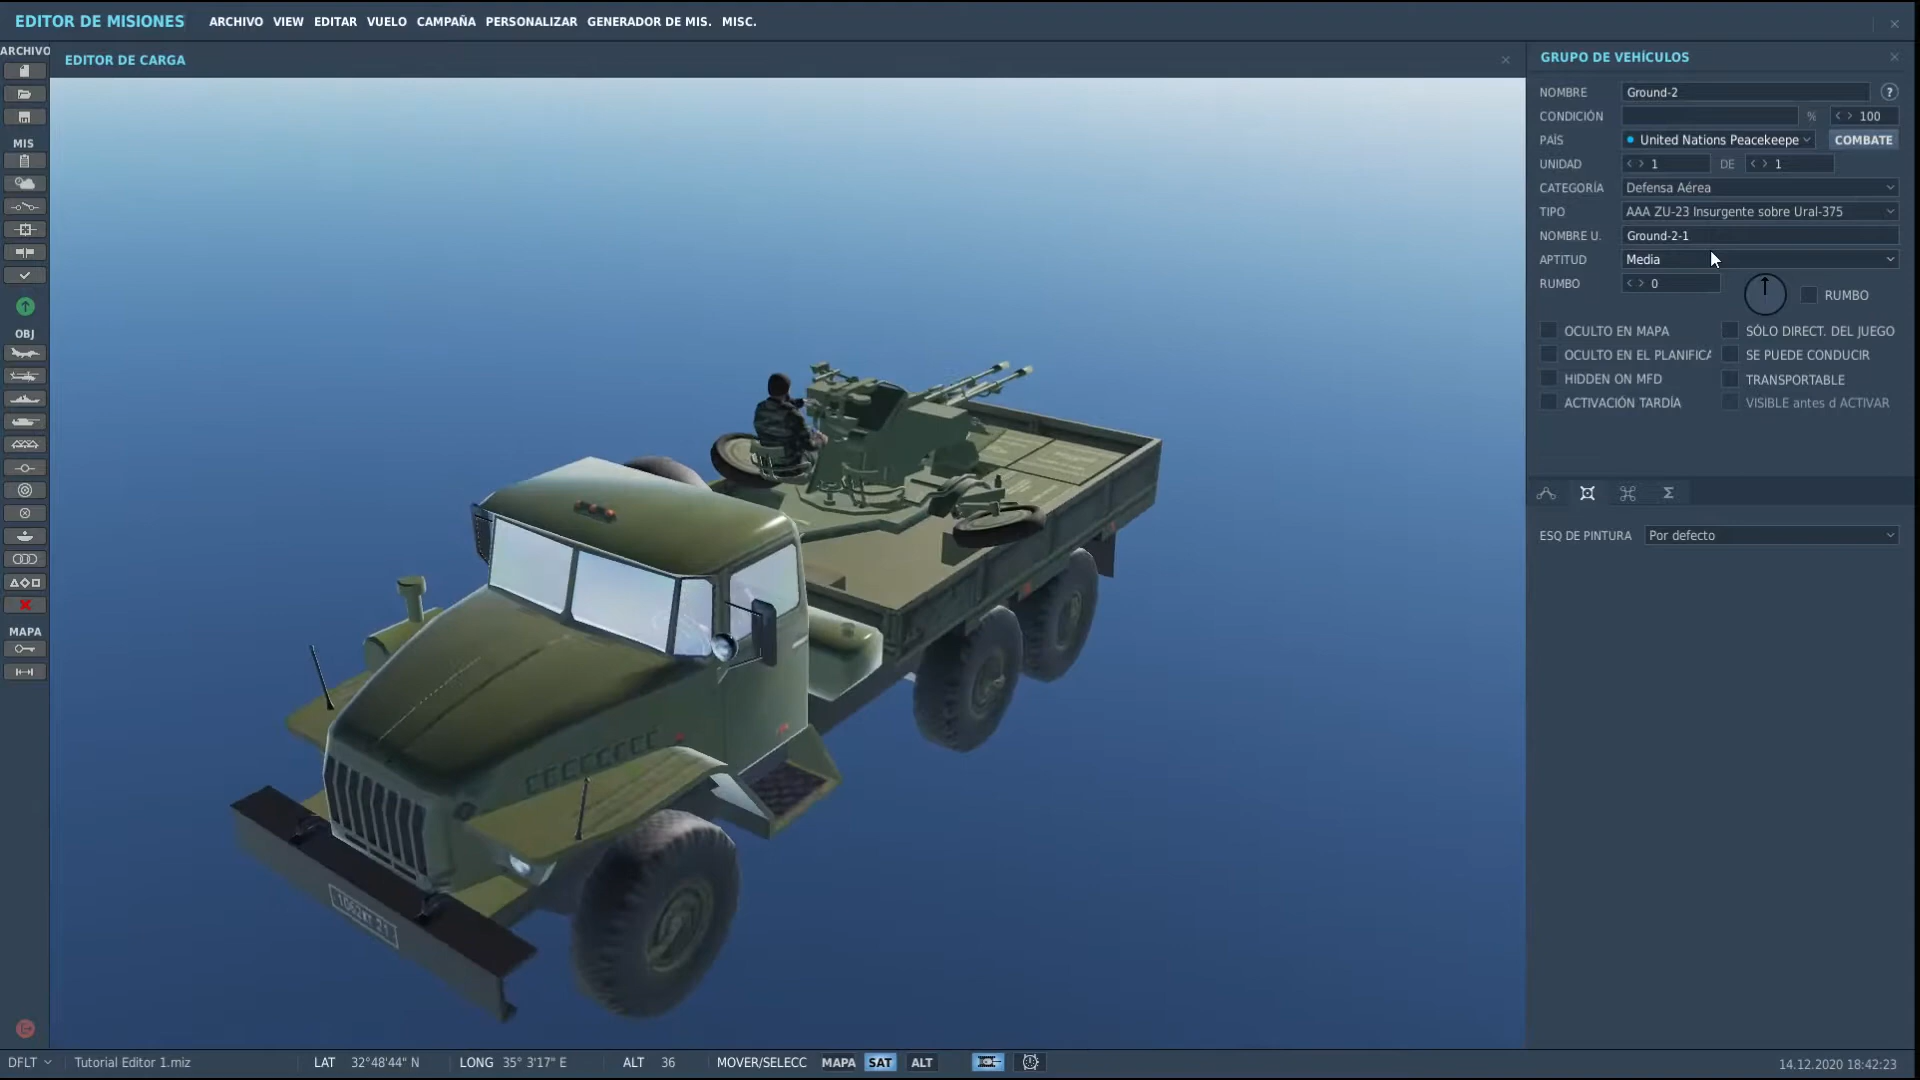 EDITOR DE MISIONES
ARCHIVO VIEW EDITAR VUELO CAMPAÑA PERSONALIZAR GENERADOR DE MIS. MISC.
ARCHIVO
EDITOR DE CARGA
GRUPO DE VEHÍCULOS
NOMBRE Ground-2 ?
CONDICIÓN % < > 100
PAÍS United Nations Peacekeepe COMBATE
UNIDAD < > 1 DE < > 1
CATEGORÍA Defensa Aérea
TIPO AAA ZU-23 Insurgente sobre Ural-375
NOMBRE U. Ground-2-1
APTITUD Media
RUMBO < > 0 RUMBO
OCULTO EN MAPA SÓLO DIRECT. DEL JUEGO
OCULTO EN EL PLANIFICA SE PUEDE CONDUCIR
HIDDEN ON MFD TRANSPORTABLE
ACTIVACIÓN TARDÍA VISIBLE antes d ACTIVAR
ESQ DE PINTURA Por defecto
MIS
OBJ
MAPA
DFLT Tutorial Editor 1.miz LAT 32°48'44" N LONG 35° 3'17" E ALT 36 MOVER/SELECC MAPA SAT ALT 14.12.2020 18:42:23